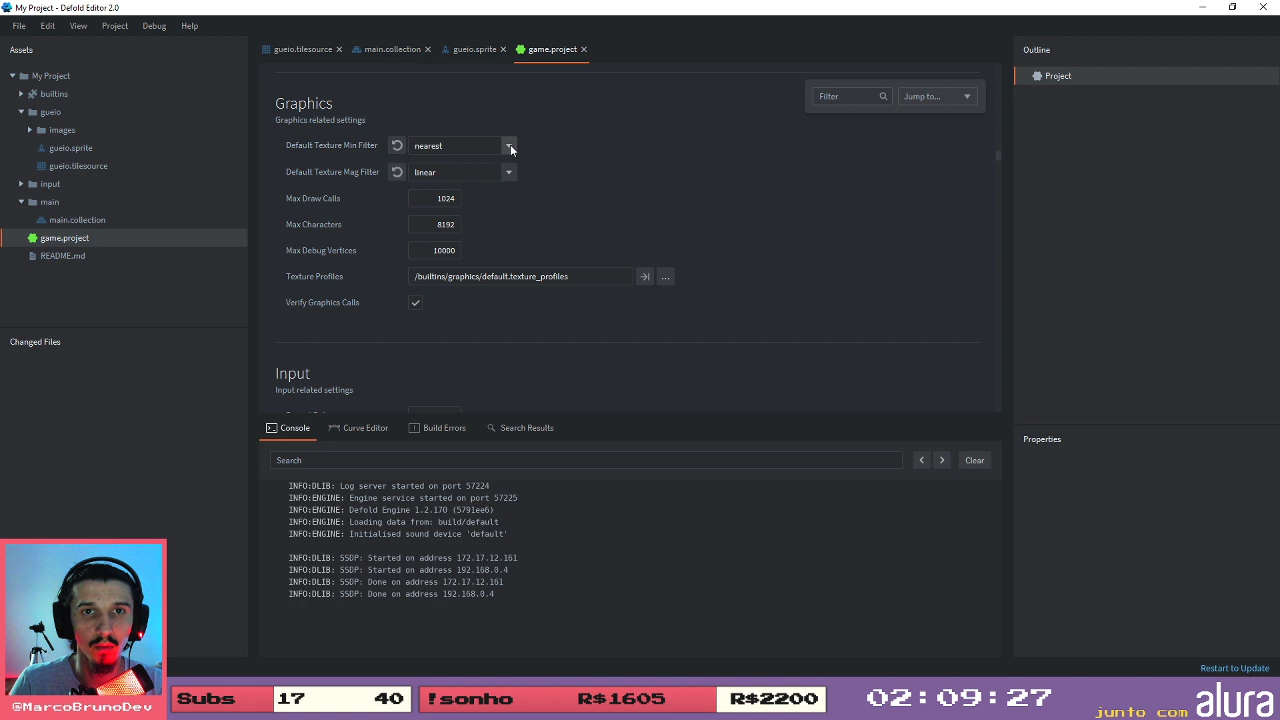 My Project - Defold Editor 2.0
File Edit View Project Debug Help
Assets
My Project
builtins
gueio
images
gueio.sprite
gueio.tilesource
input
main
main.collection
game.project
README.md
Changed Files
gueio.tilesource
main.collection
gueio.sprite
game.project
Graphics
Graphics related settings
Filter
Jump to...
Default Texture Min Filter nearest
Default Texture Mag Filter linear
Max Draw Calls 1024
Max Characters 8192
Max Debug Vertices 10000
Texture Profiles /builtins/graphics/default.texture_profiles ...
Verify Graphics Calls
Input
Input related settings
Console Curve Editor Build Errors Search Results
Search
Clear
INFO:DLIB: Log server started on port 57224
INFO:ENGINE: Engine service started on port 57225
INFO:ENGINE: Defold Engine 1.2.170 (5791ee6)
INFO:ENGINE: Loading data from: build/default
INFO:ENGINE: Initialised sound device 'default'
INFO:DLIB: SSDP: Started on address 172.17.12.161
INFO:DLIB: SSDP: Started on address 192.168.0.4
INFO:DLIB: SSDP: Done on address 172.17.12.161
INFO:DLIB: SSDP: Done on address 192.168.0.4
Outline
Project
Properties
Restart to Update
@MarcoBrunoDev
Subs 17 40
!sonho R$1605 R$2200
02:09:27
junto com alura